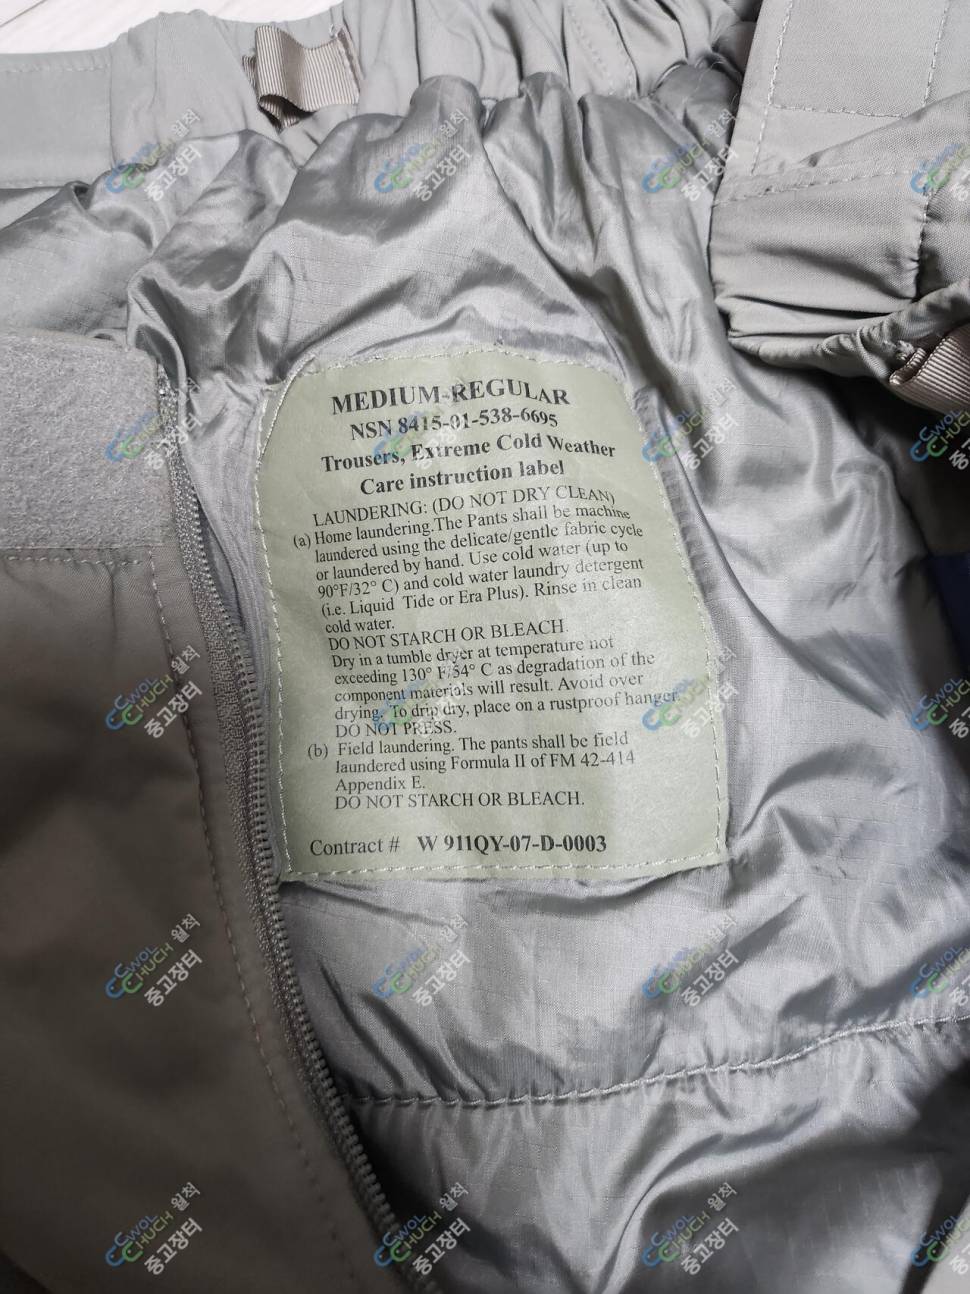 MEDIUM-REGULAR
NSN 8415-01-538-6695
Trousers, Extreme Cold Weather
Care instruction label
LAUNDERING: (DO NOT DRY CLEAN)
(a) Home laundering.The Pants shall be machine
laundered using the delicate/gentle fabric cycle
or laundered by hand. Use cold water (up to
90°F/32° C) and cold water laundry detergent
(i.e. Liquid Tide or Era Plus). Rinse in clean
cold water.
DO NOT STARCH OR BLEACH.
Dry in a tumble dryer at temperature not
exceeding 130° F/54° C as degradation of the
component materials will result. Avoid over
drying. To drip dry, place on a rustproof hanger.
DO NOT PRESS.
(b) Field laundering. The pants shall be field
laundered using Formula II of FM 42-414
Appendix E.
DO NOT STARCH OR BLEACH.
Contract # W 911QY-07-D-0003
CWOL
CHUCH 월척
중고장터